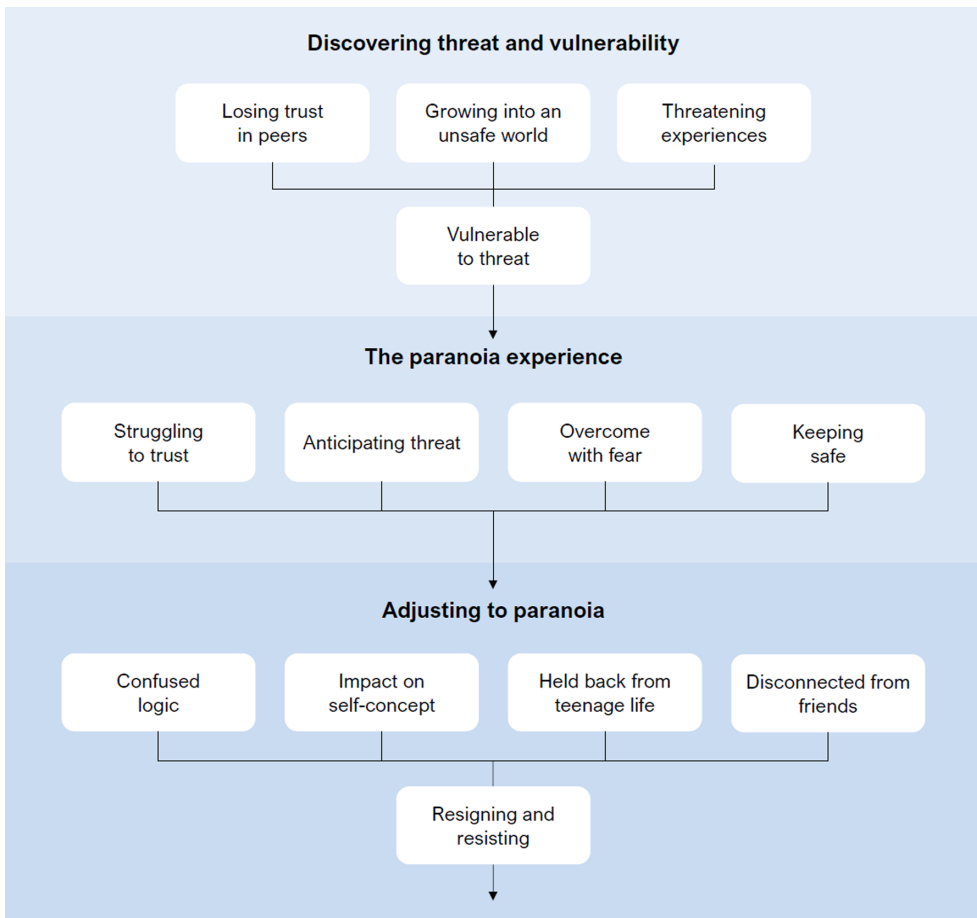 Discovering threat and vulnerability
Losing trust
in peers
Growing into an
unsafe world
Threatening
experiences
Vulnerable
to threat
The paranoia experience
Struggling
to trust
Anticipating threat
Overcome
with fear
Keeping
safe
Adjusting to paranoia
Confused
logic
Impact on
self-concept
Held back from
teenage life
Disconnected from
friends
Resigning and
resisting